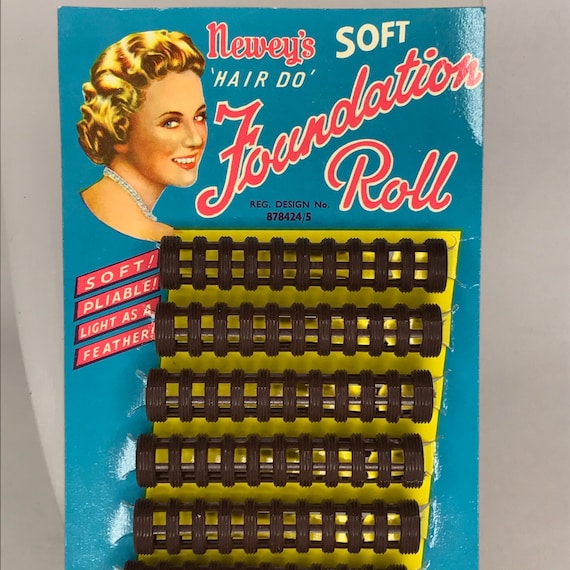 Newey's SOFT
'HAIR DO'
Foundation
Roll
REG. DESIGN No.
878424/5
SOFT!
PLIABLE!
LIGHT AS A
FEATHER!